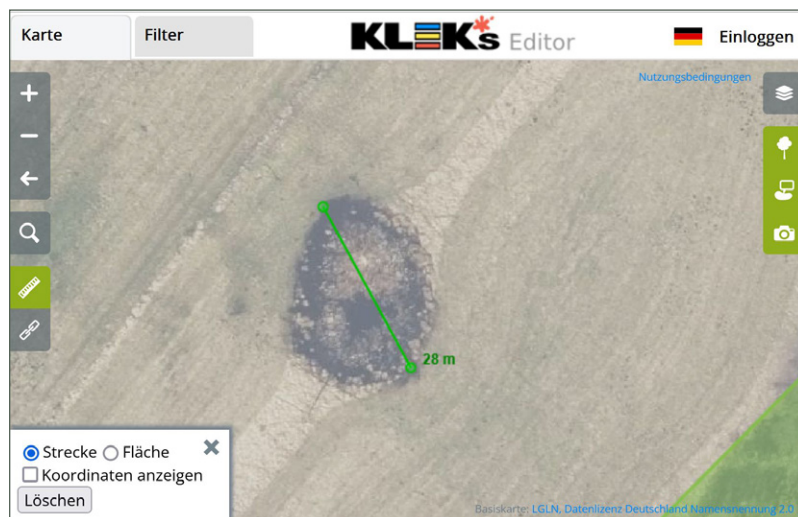 Karte
Filter
KLEKs Editor
Einloggen
Nutzungsbedingungen
28 m
Strecke
Fläche
Koordinaten anzeigen
Löschen
Basiskarte: LGLN, Datenlizenz Deutschland Namensnennung 2.0